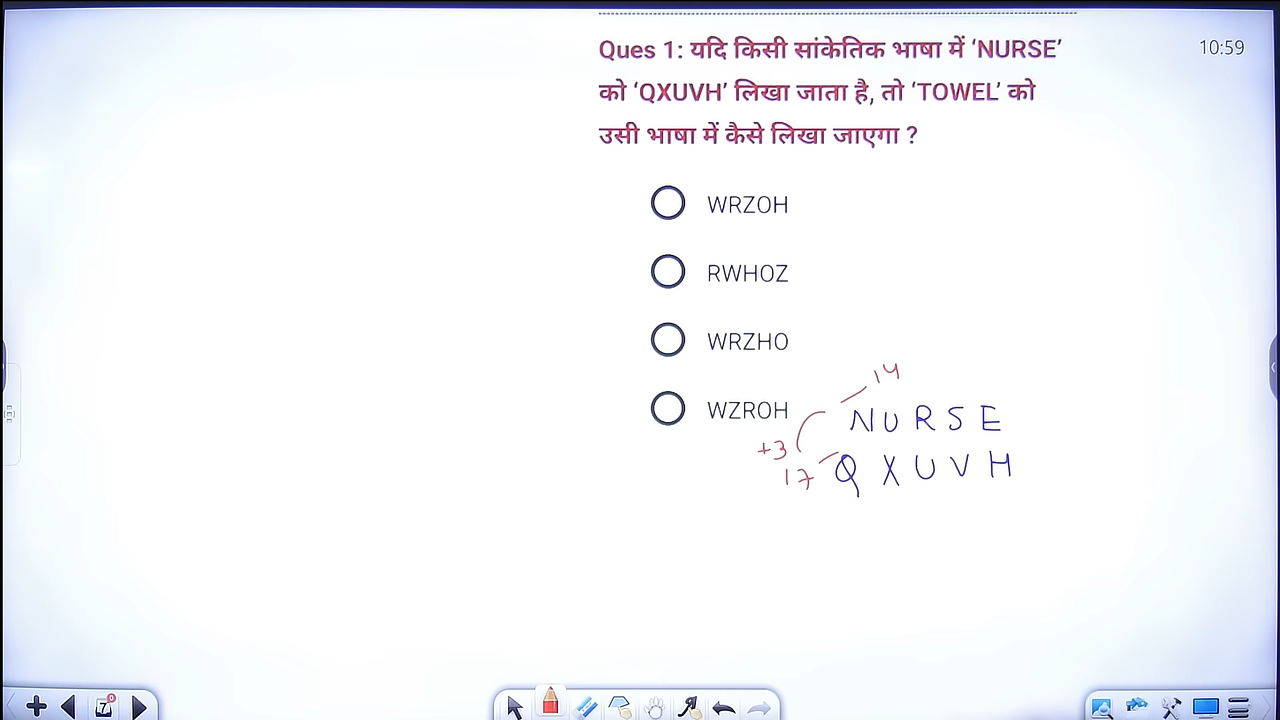 Ques 1: यदि किसी सांकेतिक भाषा में ‘NURSE’
को ‘QXUVH’ लिखा जाता है, तो ‘TOWEL’ को
उसी भाषा में कैसे लिखा जाएगा ?
10:59
WRZOH
RWHOZ
WRZHO
WZROH
14
NURSE
+3
17 QXUVH
7